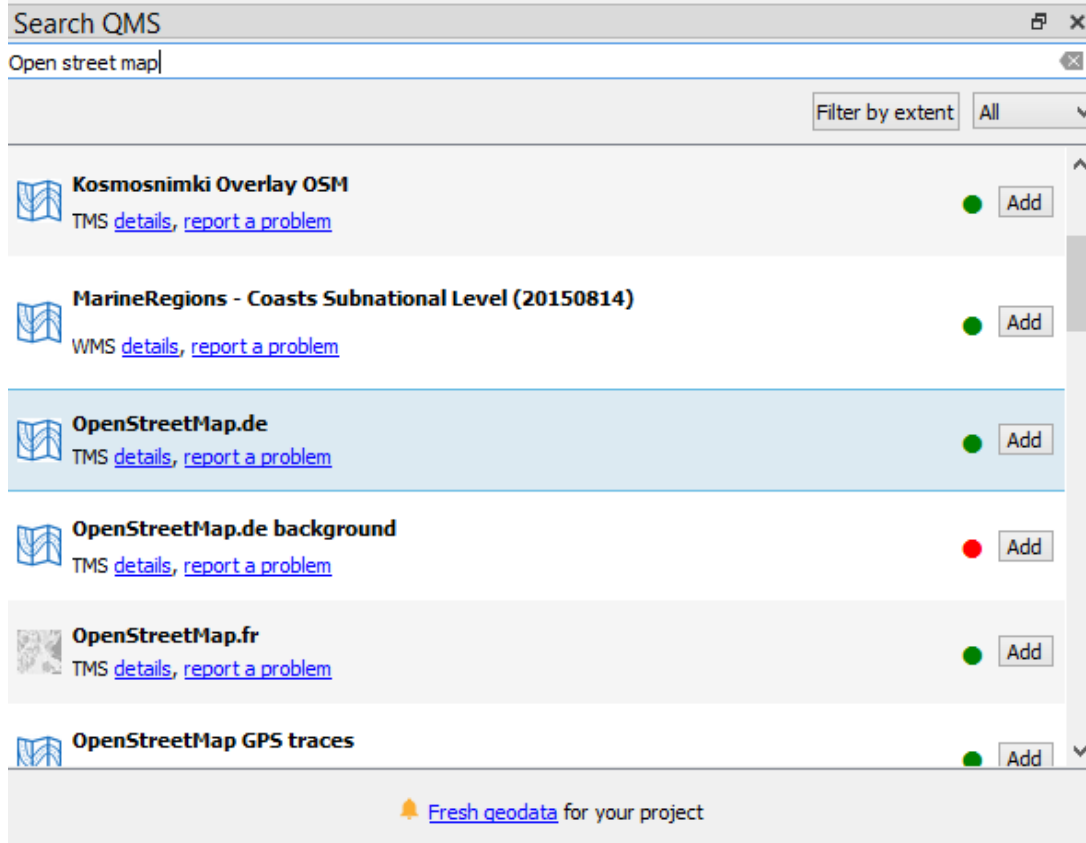 Search QMS
Open street map
Filter by extent All
Kosmosnimki Overlay OSM
TMS details, report a problem
Add
MarineRegions - Coasts Subnational Level (20150814)
WMS details, report a problem
Add
OpenStreetMap.de
TMS details, report a problem
Add
OpenStreetMap.de background
TMS details, report a problem
Add
OpenStreetMap.fr
TMS details, report a problem
Add
OpenStreetMap GPS traces
Add
Fresh geodata for your project